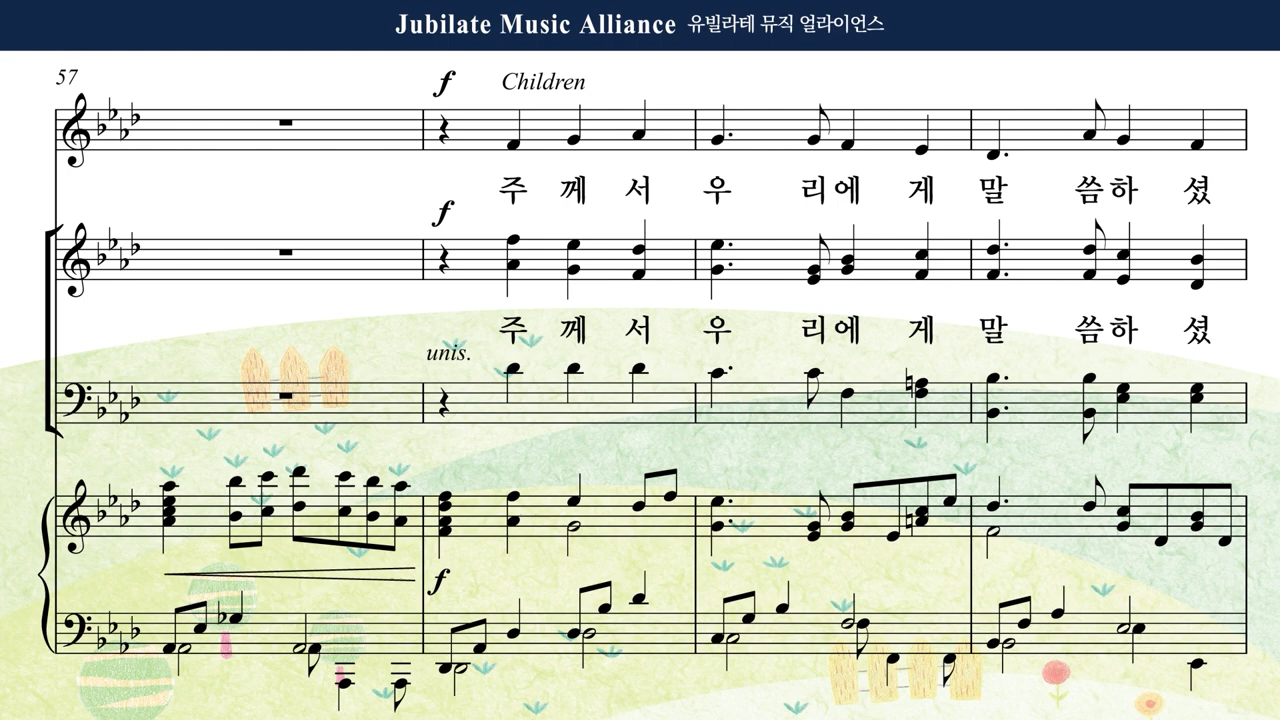 Jubilate Music Alliance 유빌라테 뮤직 얼라이언스
57
f Children
주 께 서 우 리 에 게 말 씀 하 셨
f
주 께 서 우 리 에 게 말 씀 하 셨
unis.
f